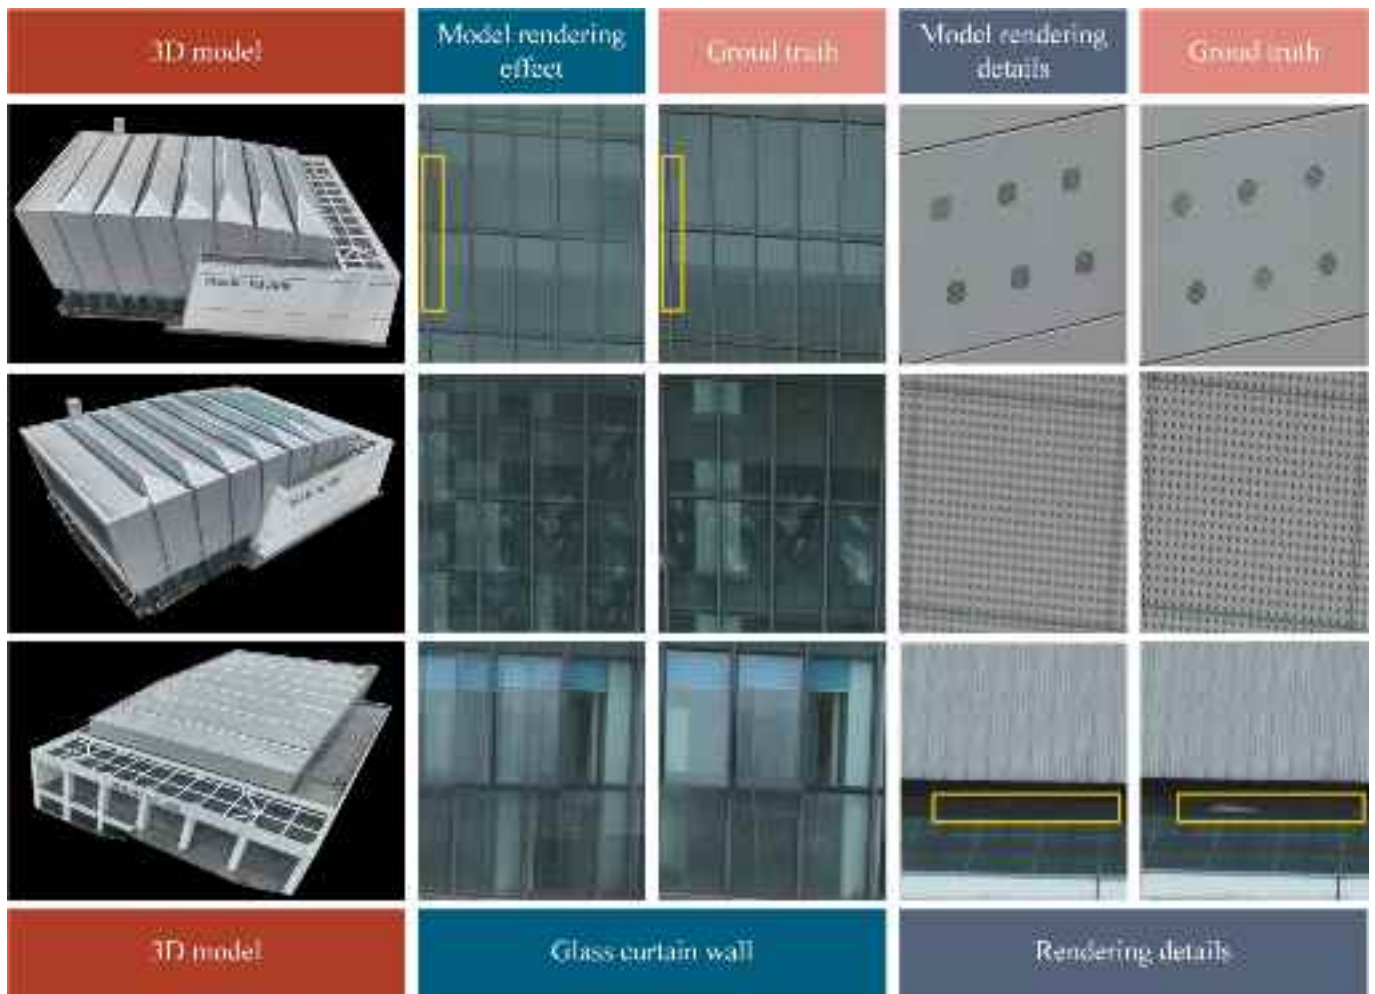 3D model
Model rendering
effect
Groud truth
Model rendering
details
Groud truth
3D model
Glass curtain wall
Rendering details